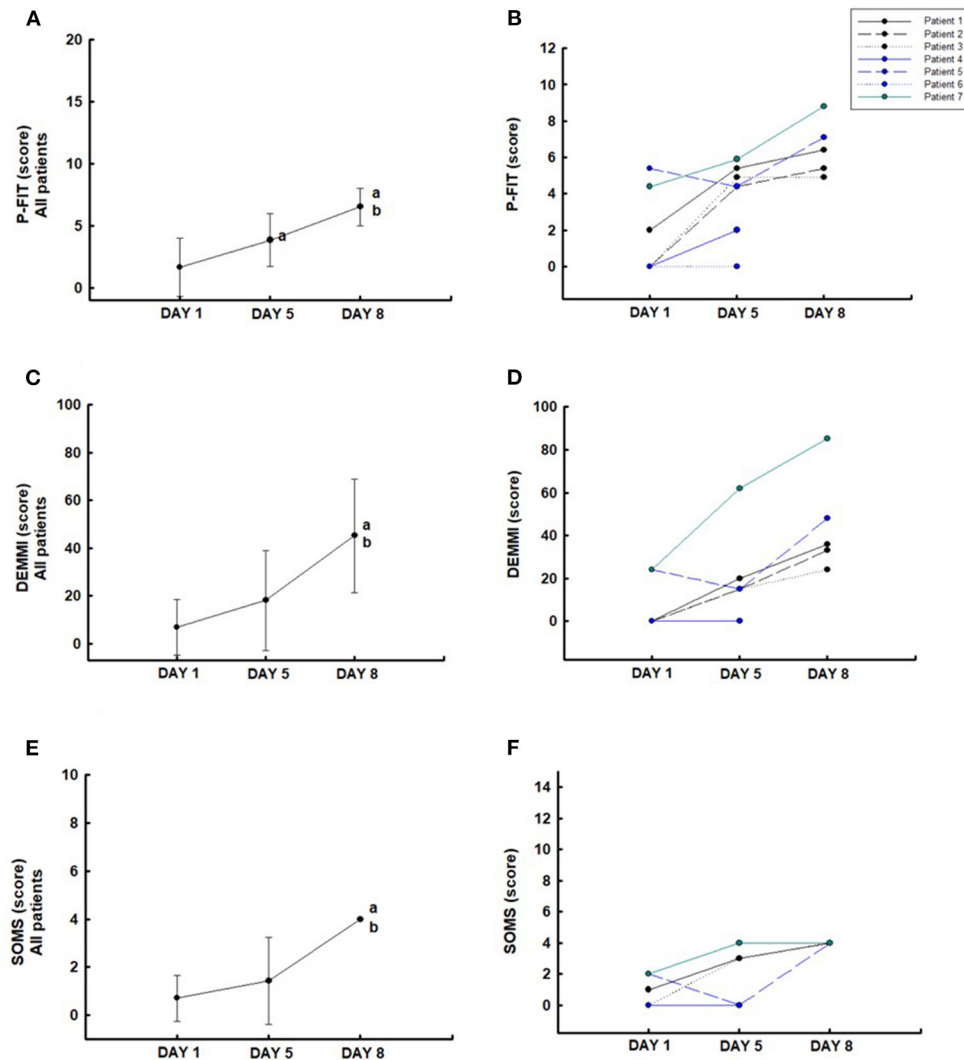 A
P-FIT (score)
All patients
20
15
10
5
0
a
a
b
DAY 1 DAY 5 DAY 8
B
P-FIT (score)
12
10
8
6
4
2
0
DAY 1 DAY 5 DAY 8
Patient 1
Patient 2
Patient 3
Patient 4
Patient 5
Patient 6
Patient 7
C
DEMMI (score)
All patients
100
80
60
40
20
0
a
b
DAY 1 DAY 5 DAY 8
D
DEMMI (score)
100
80
60
40
20
0
DAY 1 DAY 5 DAY 8
E
SOMS (score)
All patients
10
8
6
4
2
0
a
b
DAY 1 DAY 5 DAY 8
F
SOMS (score)
14
12
10
8
6
4
2
0
DAY 1 DAY 5 DAY 8